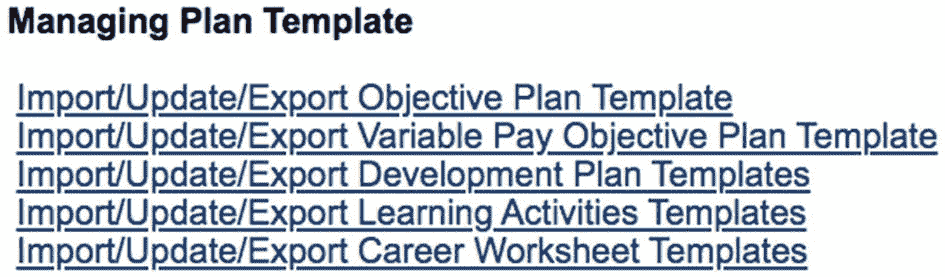 Managing Plan Template
Import/Update/Export Objective Plan Template
Import/Update/Export Variable Pay Objective Plan Template
Import/Update/Export Development Plan Templates
Import/Update/Export Learning Activities Templates
Import/Update/Export Career Worksheet Templates